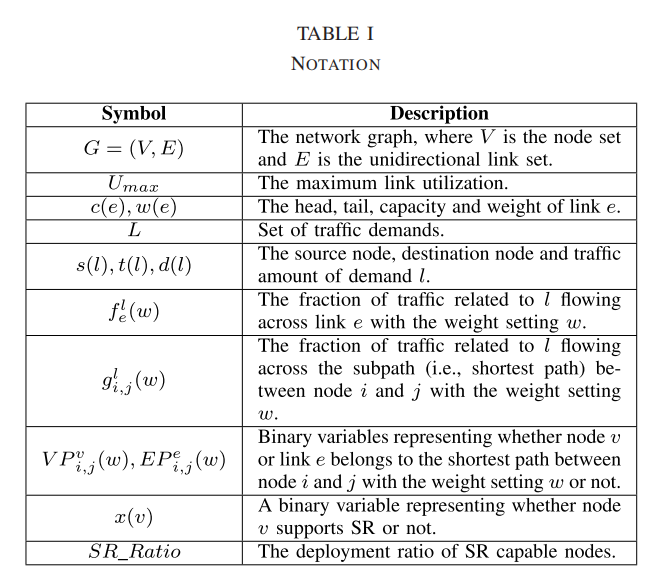 TABLE I
NOTATION
Symbol Description
G = (V, E) The network graph, where V is the node set
and E is the unidirectional link set.
U_max The maximum link utilization.
c(e), w(e) The head, tail, capacity and weight of link e.
L Set of traffic demands.
s(l), t(l), d(l) The source node, destination node and traffic
amount of demand l.
f_e^l(w) The fraction of traffic related to l flowing
across link e with the weight setting w.
g_{i,j}^l(w) The fraction of traffic related to l flowing
across the subpath (i.e., shortest path) be-
tween node i and j with the weight setting
w.
VP_{i,j}^v(w), EP_{i,j}^e(w) Binary variables representing whether node v
or link e belongs to the shortest path between
node i and j with the weight setting w or not.
x(v) A binary variable representing whether node
v supports SR or not.
SR_Ratio The deployment ratio of SR capable nodes.